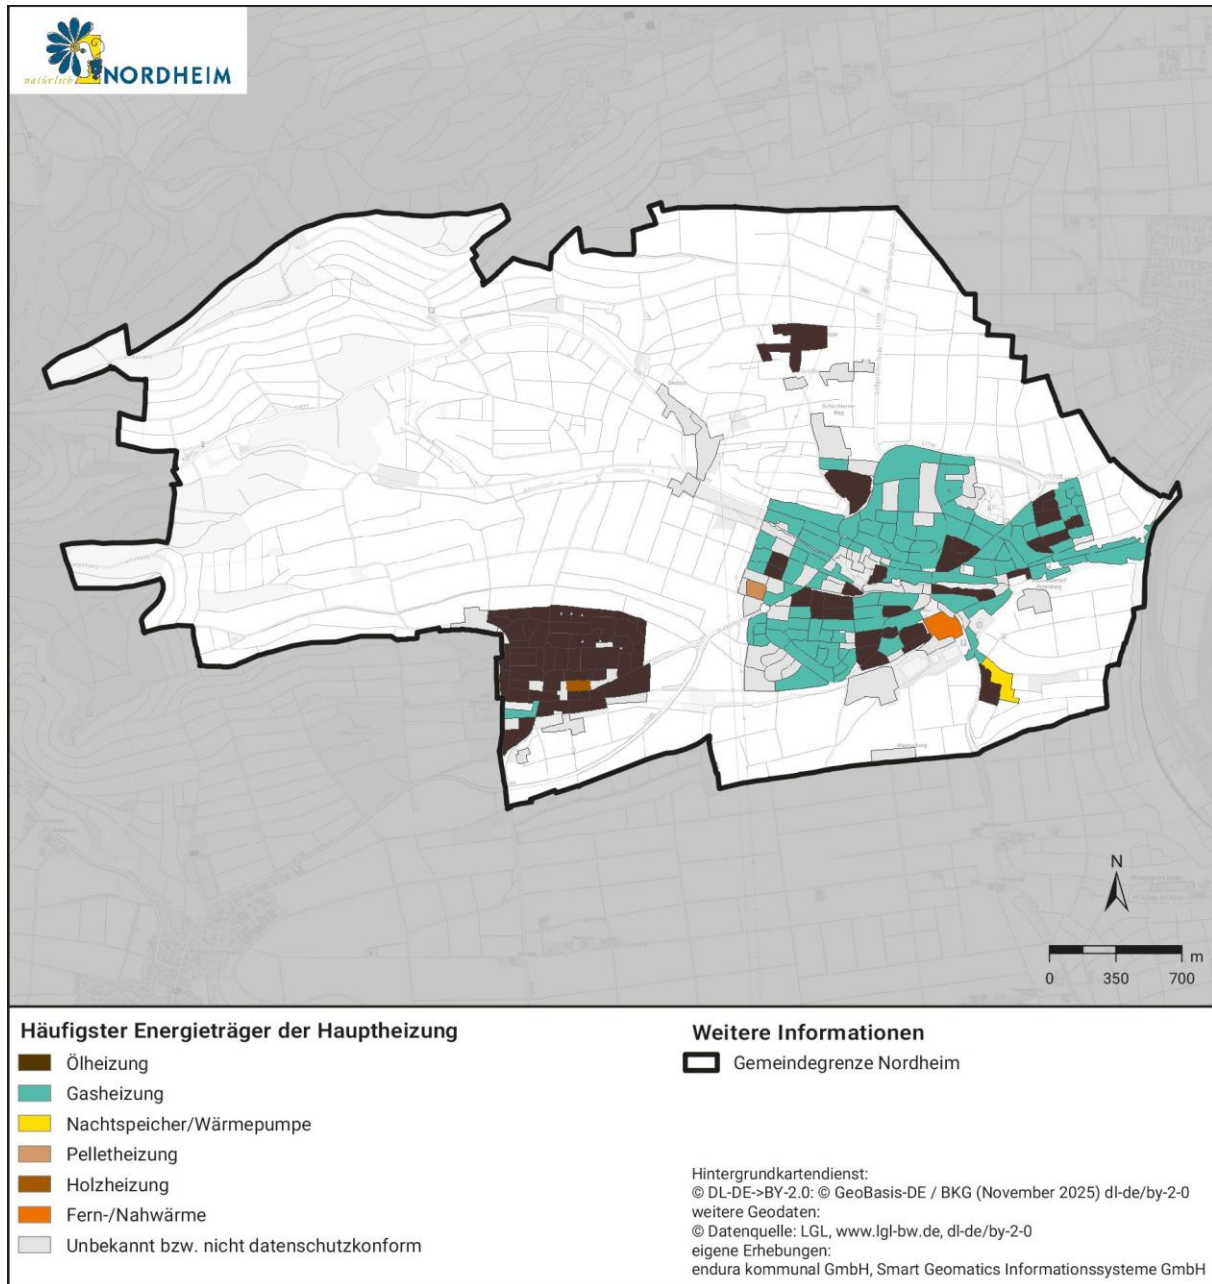 natürlich
NORDHEIM
N
m
0 350 700
Häufigster Energieträger der Hauptheizung
Ölheizung
Gasheizung
Nachtspeicher/Wärmepumpe
Pelletheizung
Holzheizung
Fern-/Nahwärme
Unbekannt bzw. nicht datenschutzkonform
Weitere Informationen
Gemeindegrenze Nordheim
Hintergrundkartendienst:
© DL-DE->BY-2.0: © GeoBasis-DE / BKG (November 2025) dl-de/by-2-0
weitere Geodaten:
© Datenquelle: LGL, www.lgl-bw.de, dl-de/by-2-0
eigene Erhebungen:
endura kommunal GmbH, Smart Geomatics Informationssysteme GmbH